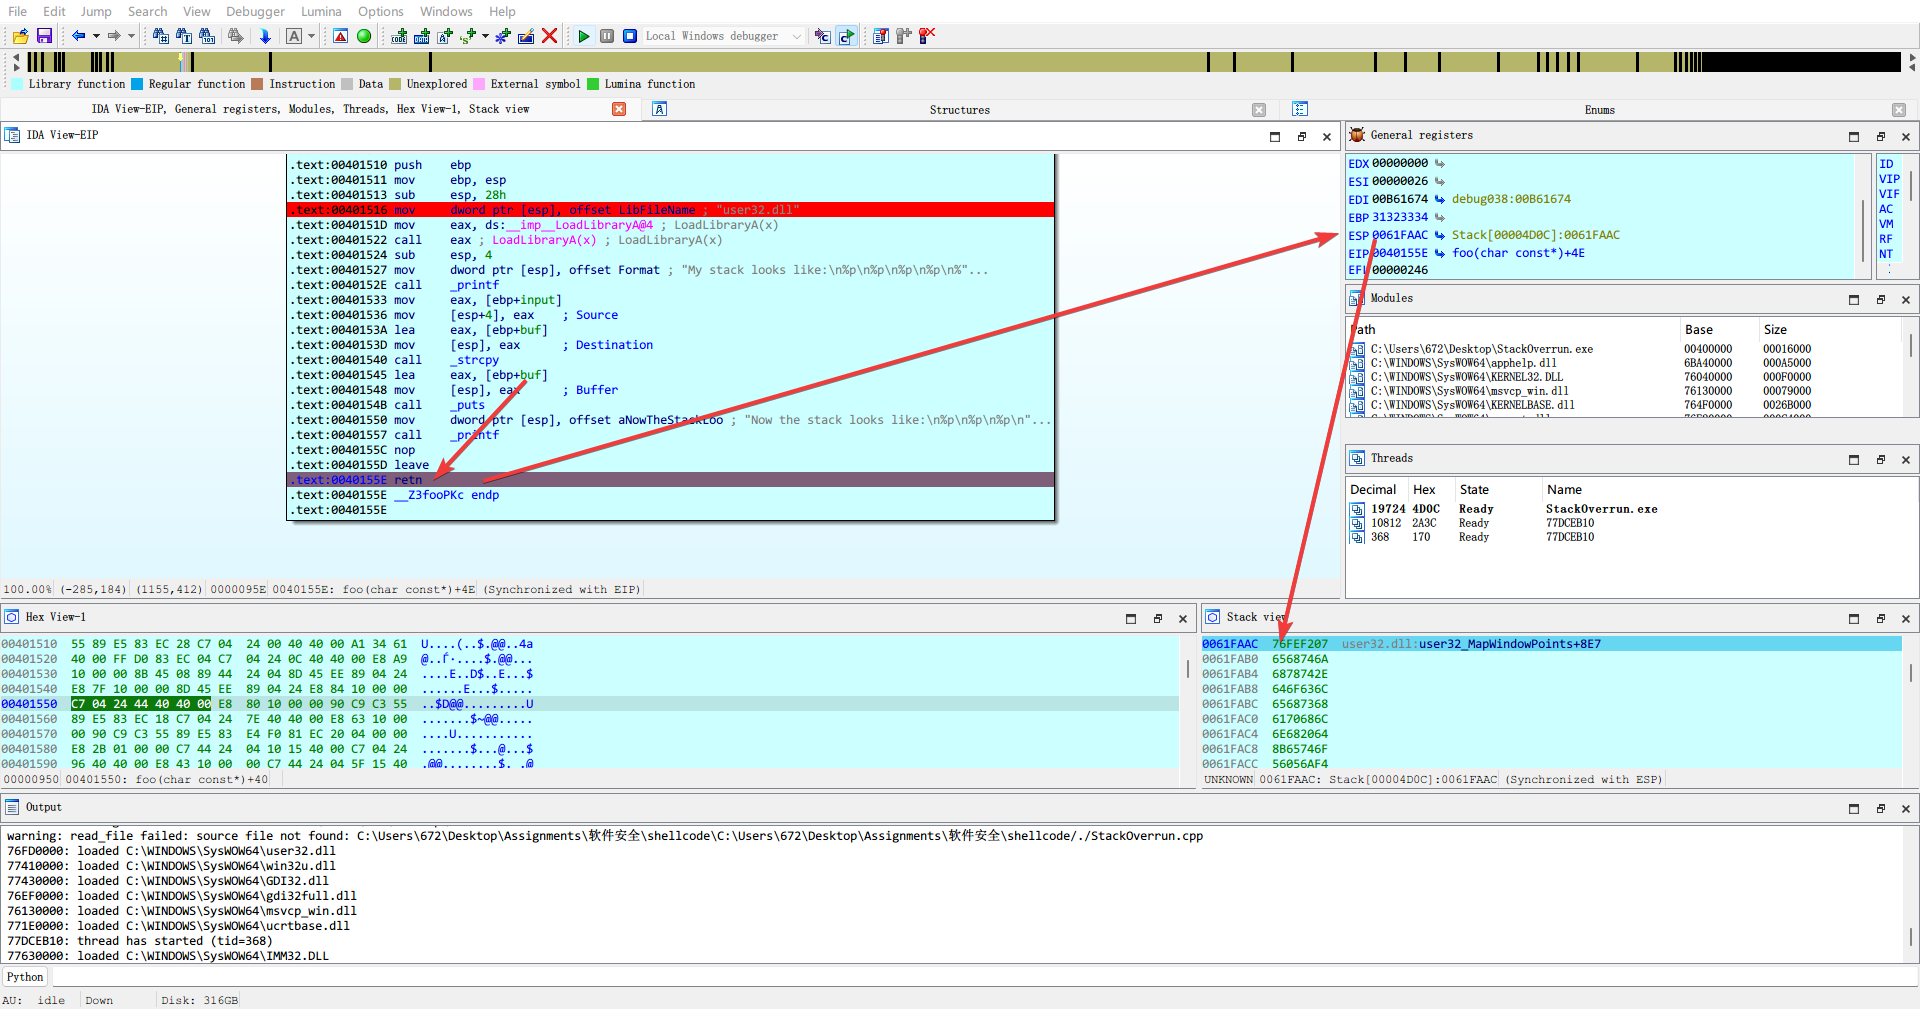 File Edit Jump Search View Debugger Lumina Options Windows Help
Local Windows debugger
Library function Regular function Instruction Data Unexplored External symbol Lumina function
IDA View-EIP, General registers, Modules, Threads, Hex View-1, Stack view
Structures
Enums
IDA View-EIP
.text:00401510 push ebp
.text:00401511 mov ebp, esp
.text:00401513 sub esp, 28h
.text:00401516 mov dword ptr [esp], offset LibFileName ; "user32.dll"
.text:0040151D mov eax, ds:__imp__LoadLibraryA@4 ; LoadLibraryA(x)
.text:00401522 call eax ; LoadLibraryA(x) ; LoadLibraryA(x)
.text:00401524 sub esp, 4
.text:00401527 mov dword ptr [esp], offset Format ; "My stack looks like:\n%p\n%p\n%p\n%p\n%"...
.text:0040152E call _printf
.text:00401533 mov eax, [ebp+input]
.text:00401536 mov [esp+4], eax ; Source
.text:0040153A lea eax, [ebp+buf]
.text:0040153D mov [esp], eax ; Destination
.text:00401540 call _strcpy
.text:00401545 lea eax, [ebp+buf]
.text:00401548 mov [esp], eax ; Buffer
.text:0040154B call _puts
.text:00401550 mov dword ptr [esp], offset aNowTheStackLoo ; "Now the stack looks like:\n%p\n%p\n%p\n"...
.text:00401557 call _printf
.text:0040155C nop
.text:0040155D leave
.text:0040155E retn
.text:0040155E __Z3fooPKc endp
.text:0040155E
100.00% (-285,184) (1155,412) 0000095E 0040155E: foo(char const*)+4E (Synchronized with EIP)
General registers
EDX 00000000
ESI 00000026
EDI 00B61674 debug038:00B61674
EBP 31323334
ESP 0061FAAC Stack[00004D0C]:0061FAAC
EIP 0040155E foo(char const*)+4E
EFL 00000246
ID
VIP
VIF
AC
VM
RF
NT
Modules
Path Base Size
C:\Users\672\Desktop\StackOverrun.exe 00400000 00016000
C:\WINDOWS\SysWOW64\apphelp.dll 6BA40000 000A5000
C:\WINDOWS\SysWOW64\KERNEL32.DLL 76040000 000F0000
C:\WINDOWS\SysWOW64\msvcp_win.dll 76130000 00079000
C:\WINDOWS\SysWOW64\KERNELBASE.dll 764F0000 0026B000
Threads
Decimal Hex State Name
19724 4D0C Ready StackOverrun.exe
10812 2A3C Ready 77DCEB10
368 170 Ready 77DCEB10
Hex View-1
00401510 55 89 E5 83 EC 28 C7 04 24 00 40 40 00 A1 34 61 U....(..$.@@..4a
00401520 40 00 FF D0 83 EC 04 C7 04 24 0C 40 40 00 E8 A9
00401530 10 00 00 8B 45 08 89 44 24 04 8D 45 EE 89 04 24 ....E..D$..E...$
00401540 E8 7F 10 00 00 8D 45 EE 89 04 24 E8 84 10 00 00 ......E...$.....
00401550 C7 04 24 44 40 40 00 E8 80 10 00 00 90 C9 C3 55 ..$D@@.........U
00401560 89 E5 83 EC 18 C7 04 24 7E 40 40 00 E8 63 10 00 .......$~@@.....
00401570 00 90 C9 C3 55 89 E5 83 E4 F0 81 EC 20 04 00 00 ....U...........
00401580 E8 2B 01 00 00 C7 44 24 04 10 15 40 00 C7 04 24 .......$...@...$
00401590 96 40 40 00 E8 43 10 00 00 C7 44 24 04 5F 15 40
00000950 00401550: foo(char const*)+40
Stack view
0061FAAC 76FEF207 user32.dll:user32_MapWindowPoints+8E7
0061FAB0 6568746A
0061FAB4 6878742E
0061FAB8 646F636C
0061FABC 65687368
0061FAC0 6170686C
0061FAC4 6E682064
0061FAC8 8B65746F
0061FACC 56056AF4
UNKNOWN 0061FAAC: Stack[00004D0C]:0061FAAC (Synchronized with ESP)
Output
warning: read_file failed: source file not found: C:\Users\672\Desktop\Assignments\软件安全\shellcode\C:\Users\672\Desktop\Assignments\软件安全\shellcode/./StackOverrun.cpp
76FD0000: loaded C:\WINDOWS\SysWOW64\user32.dll
77410000: loaded C:\WINDOWS\SysWOW64\win32u.dll
77430000: loaded C:\WINDOWS\SysWOW64\GDI32.dll
76EF0000: loaded C:\WINDOWS\SysWOW64\gdi32full.dll
76130000: loaded C:\WINDOWS\SysWOW64\msvcp_win.dll
771E0000: loaded C:\WINDOWS\SysWOW64\ucrtbase.dll
77DCEB10: thread has started (tid=368)
77630000: loaded C:\WINDOWS\SysWOW64\IMM32.DLL
Python
AU: idle Down Disk: 316GB